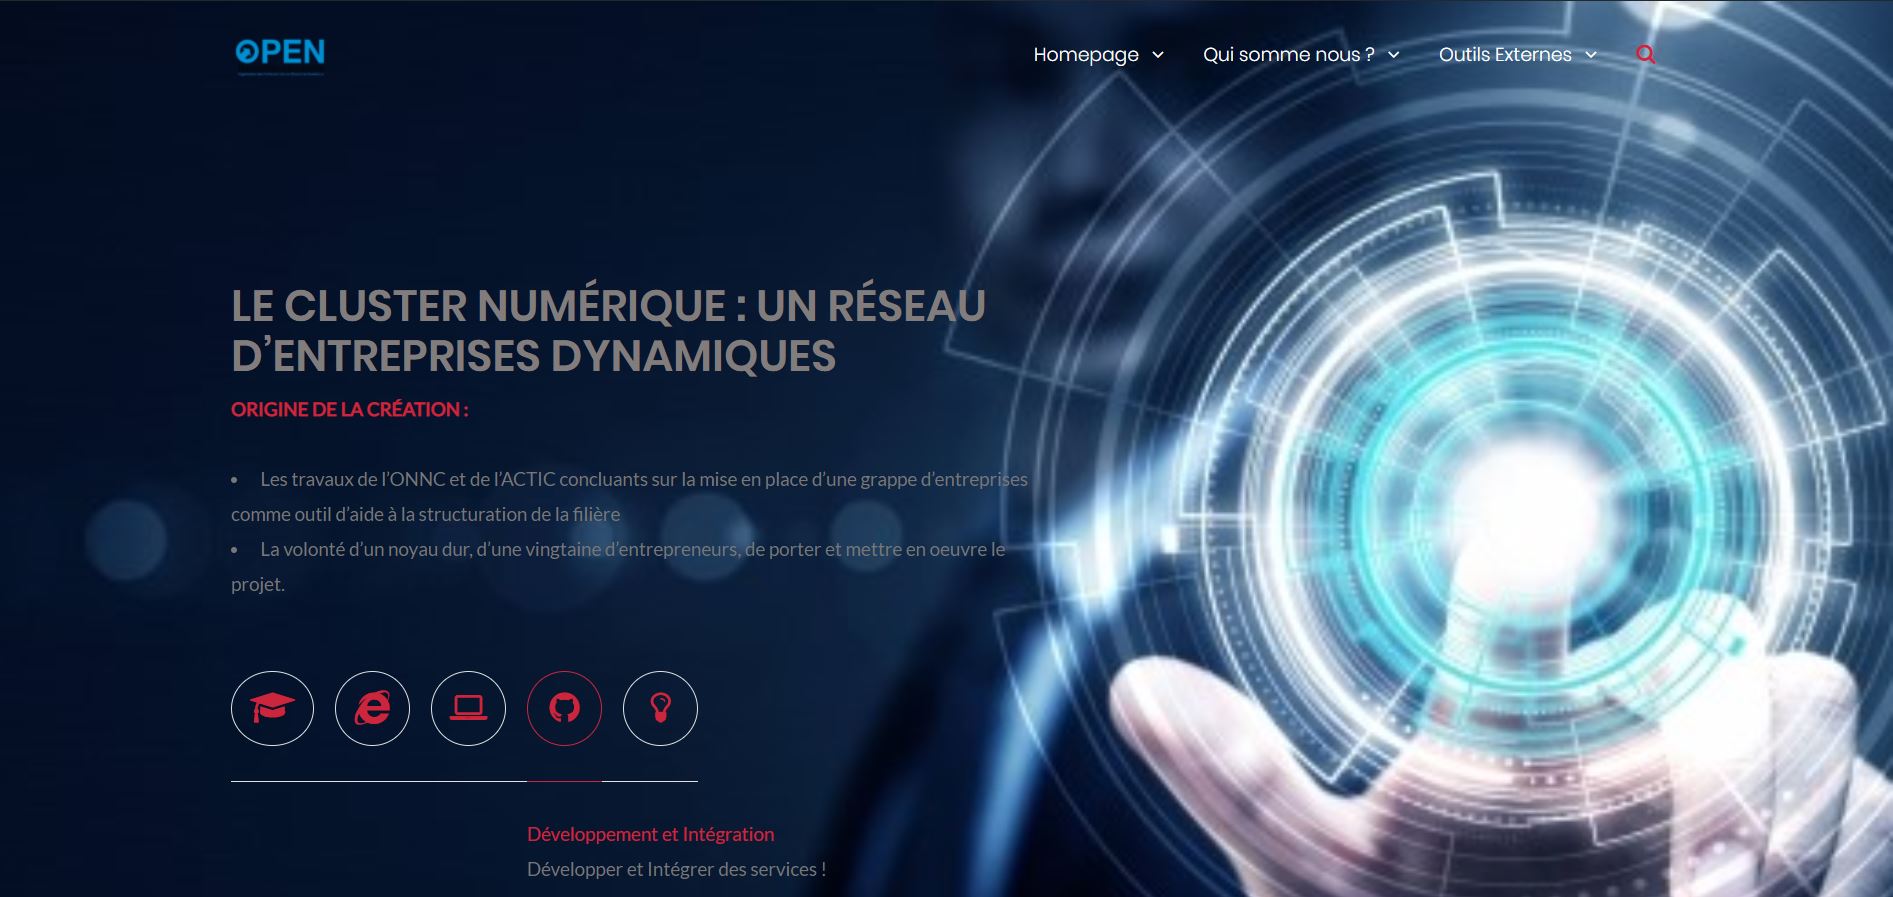 OPEN
Homepage
Qui somme nous ?
Outils Externes
LE CLUSTER NUMÉRIQUE : UN RÉSEAU
D’ENTREPRISES DYNAMIQUES
ORIGINE DE LA CRÉATION :
• Les travaux de l’ONNC et de l’ACTIC concluants sur la mise en place d’une grappe d’entreprises
comme outil d’aide à la structuration de la filière
• La volonté d’un noyau dur, d’une vingtaine d’entrepreneurs, de porter et mettre en oeuvre le
projet.
Développement et Intégration
Développer et Intégrer des services !